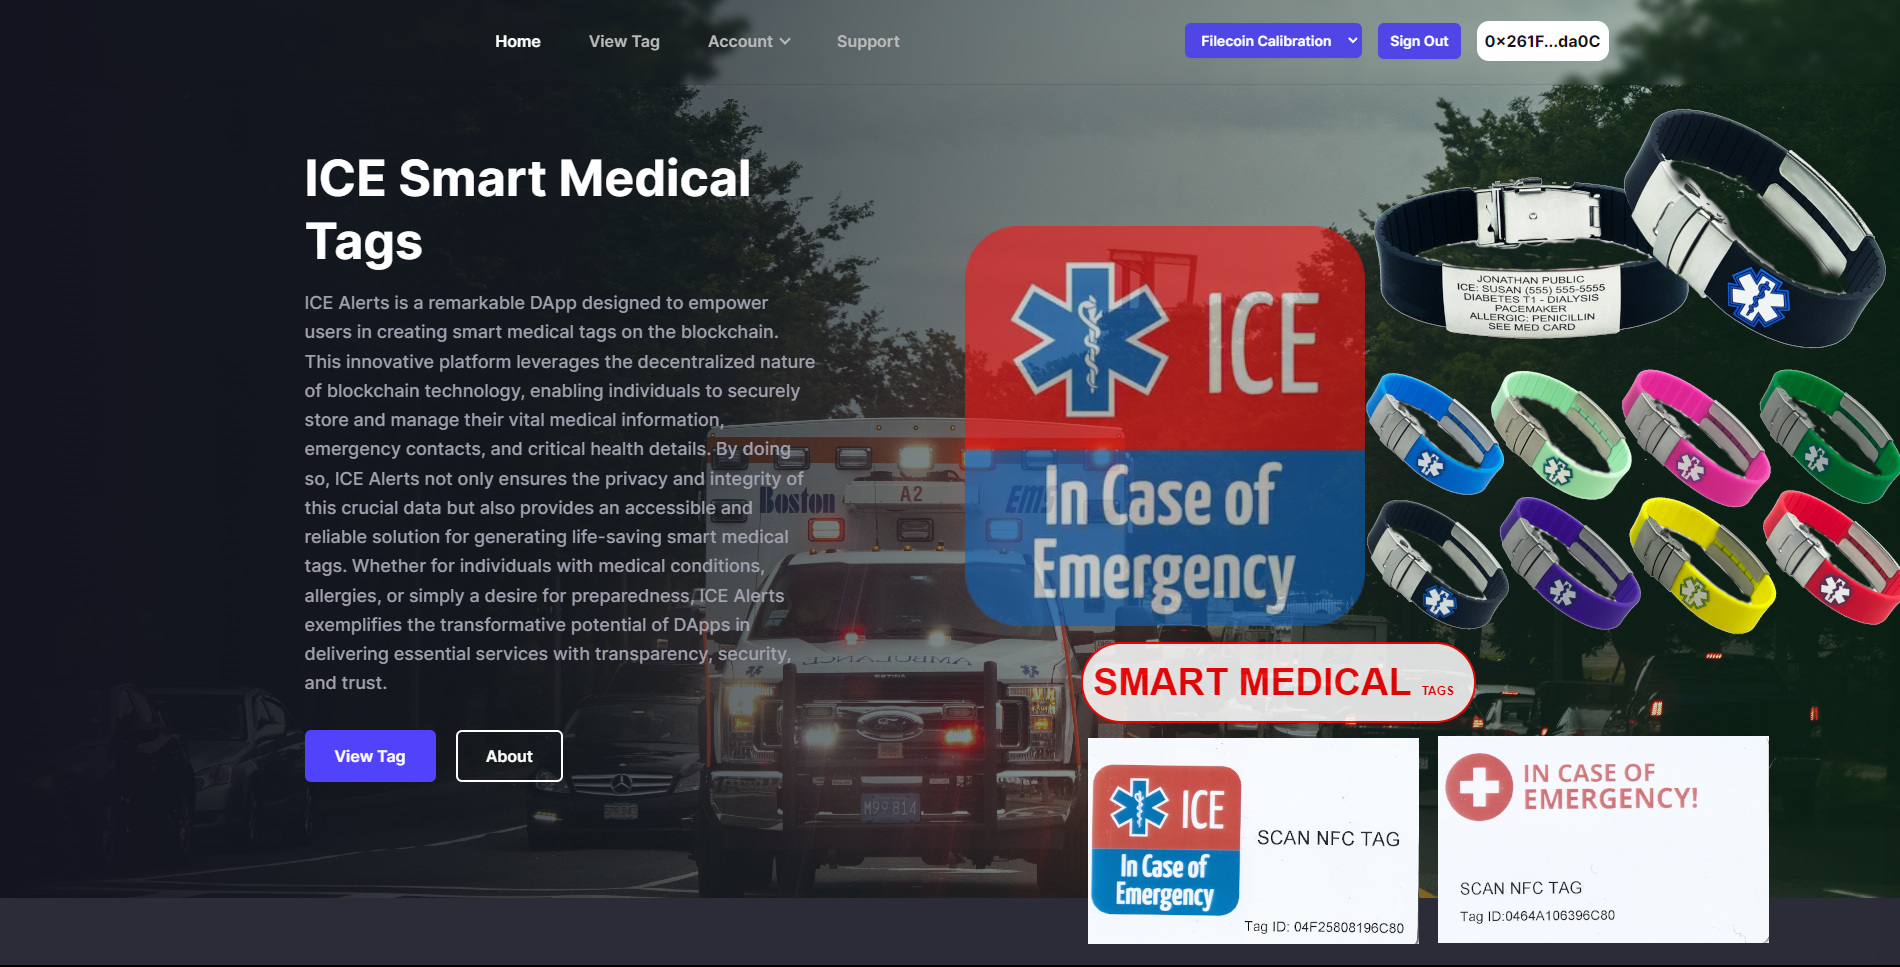 Home
View Tag
Account
Support
Filecoin Calibration
Sign Out
0×261F...da0C
ICE Smart Medical
Tags
ICE Alerts is a remarkable DApp designed to empower
users in creating smart medical tags on the blockchain.
This innovative platform leverages the decentralized nature
of blockchain technology, enabling individuals to securely
store and manage their vital medical information,
emergency contacts, and critical health details. By doing
so, ICE Alerts not only ensures the privacy and integrity of
this crucial data but also provides an accessible and
reliable solution for generating life-saving smart medical
tags. Whether for individuals with medical conditions,
allergies, or simply a desire for preparedness, ICE Alerts
exemplifies the transformative potential of DApps in
delivering essential services with transparency, security,
and trust.
View Tag
About
Boston
A2
EMS
AMBULANCE
M99 814
ICE
In Case of
Emergency
JONATHAN PUBLIC
ICE: SUSAN (555) 555-5555
DIABETES T1 - DIALYSIS
PACEMAKER
ALLERGIC: PENICILLIN
SEE MED CARD
SMART MEDICAL TAGS
ICE
In Case of
Emergency
SCAN NFC TAG
Tag ID: 04F25808196C80
IN CASE OF
EMERGENCY!
SCAN NFC TAG
Tag ID:0464A106396C80